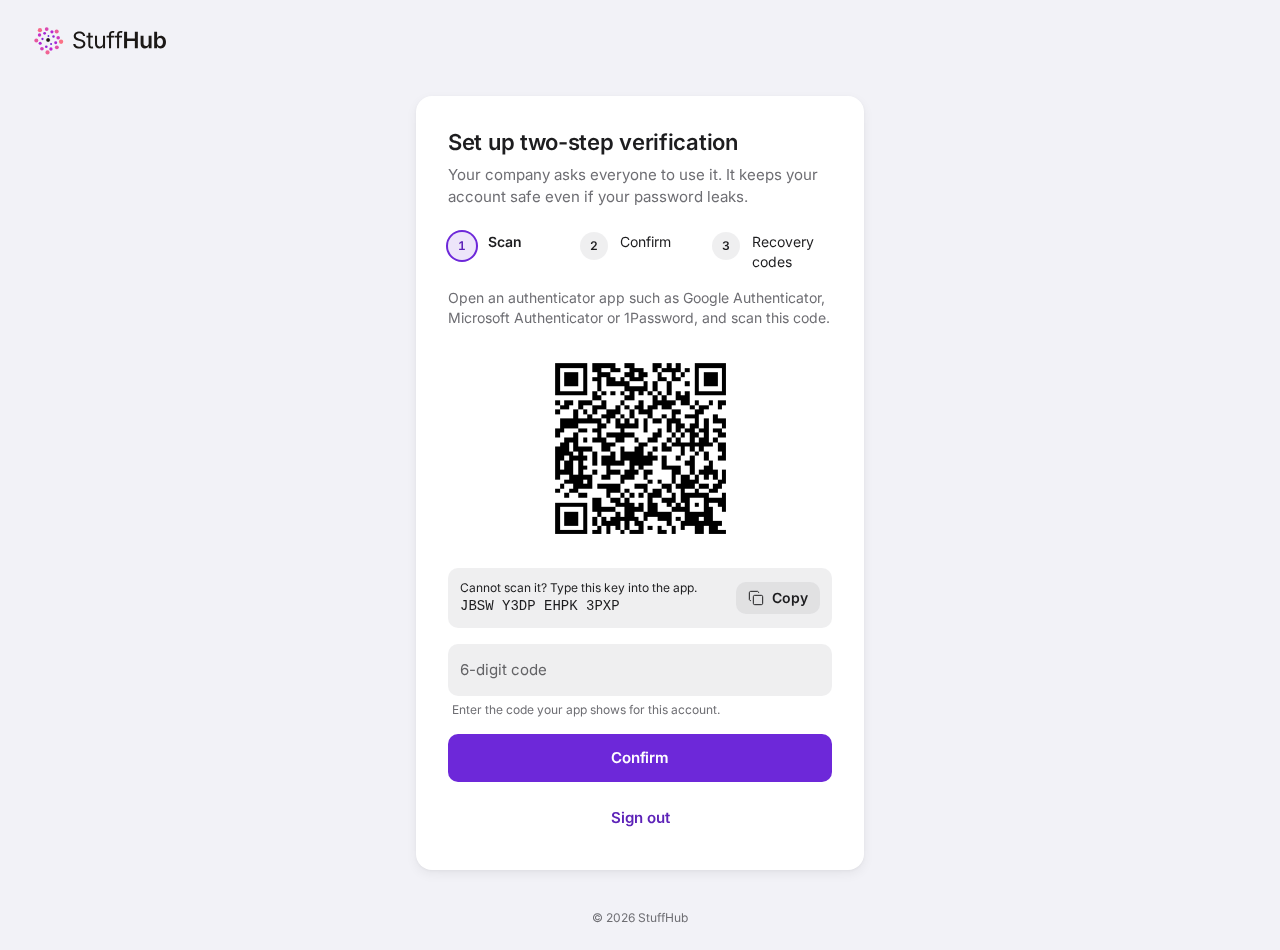 StuffHub
Set up two-step verification
Your company asks everyone to use it. It keeps your
account safe even if your password leaks.
1 Scan
2 Confirm
3 Recovery
codes
Open an authenticator app such as Google Authenticator,
Microsoft Authenticator or 1Password, and scan this code.
Cannot scan it? Type this key into the app.
JBSW Y3DP EHPK 3PXP
Copy
6-digit code
Enter the code your app shows for this account.
Confirm
Sign out
© 2026 StuffHub